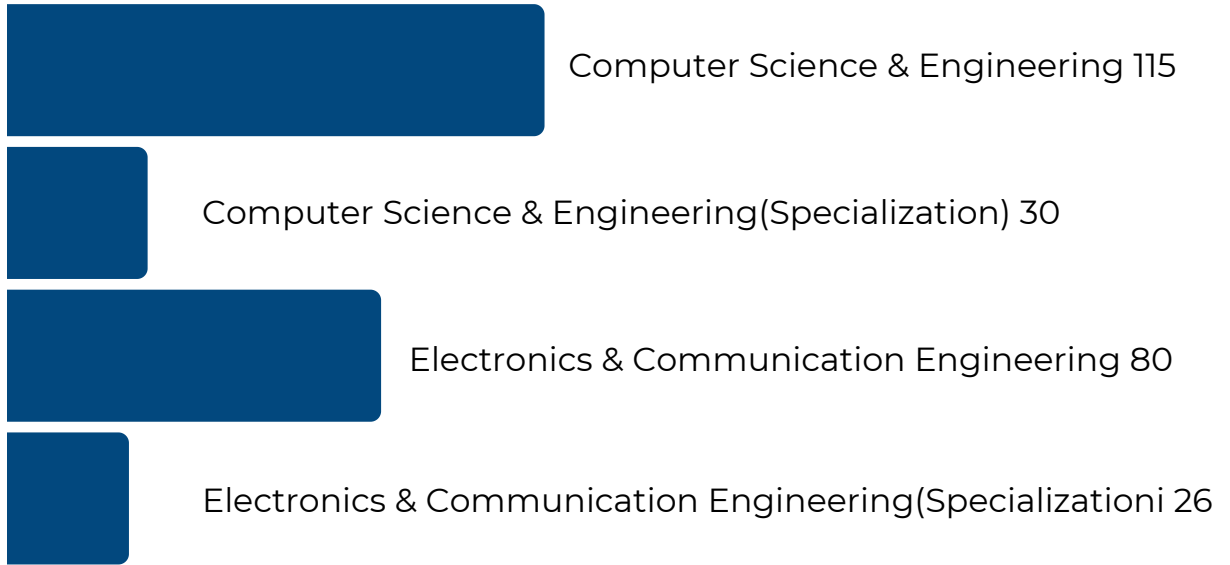 Computer Science & Engineering 115
Computer Science & Engineering(Specialization) 30
Electronics & Communication Engineering 80
Electronics & Communication Engineering(Specializationi 26